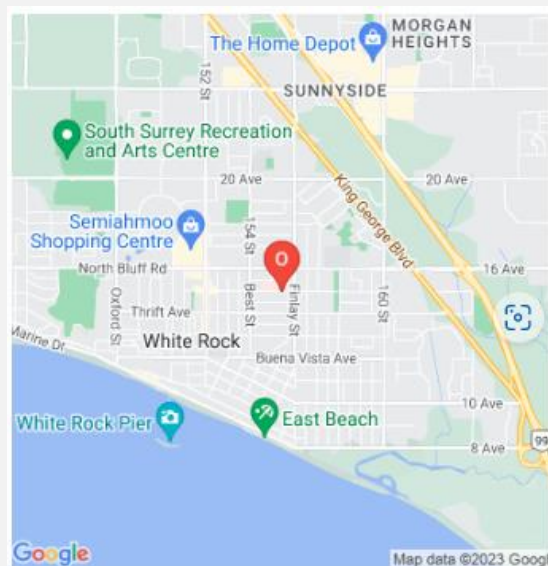 MORGAN
HEIGHTS
The Home Depot
SUNNYSIDE
152 St
South Surrey Recreation
and Arts Centre
20 Ave
20 Ave
King George Blvd
Semiahmoo
Shopping Centre
154 St
O
North Bluff Rd
16 Ave
Oxford St
Thrift Ave
Best St
Finlay St
160 St
Marine Dr
White Rock
Buena Vista Ave
White Rock Pier
East Beach
10 Ave
8 Ave
99
Google
Map data ©2023 Google